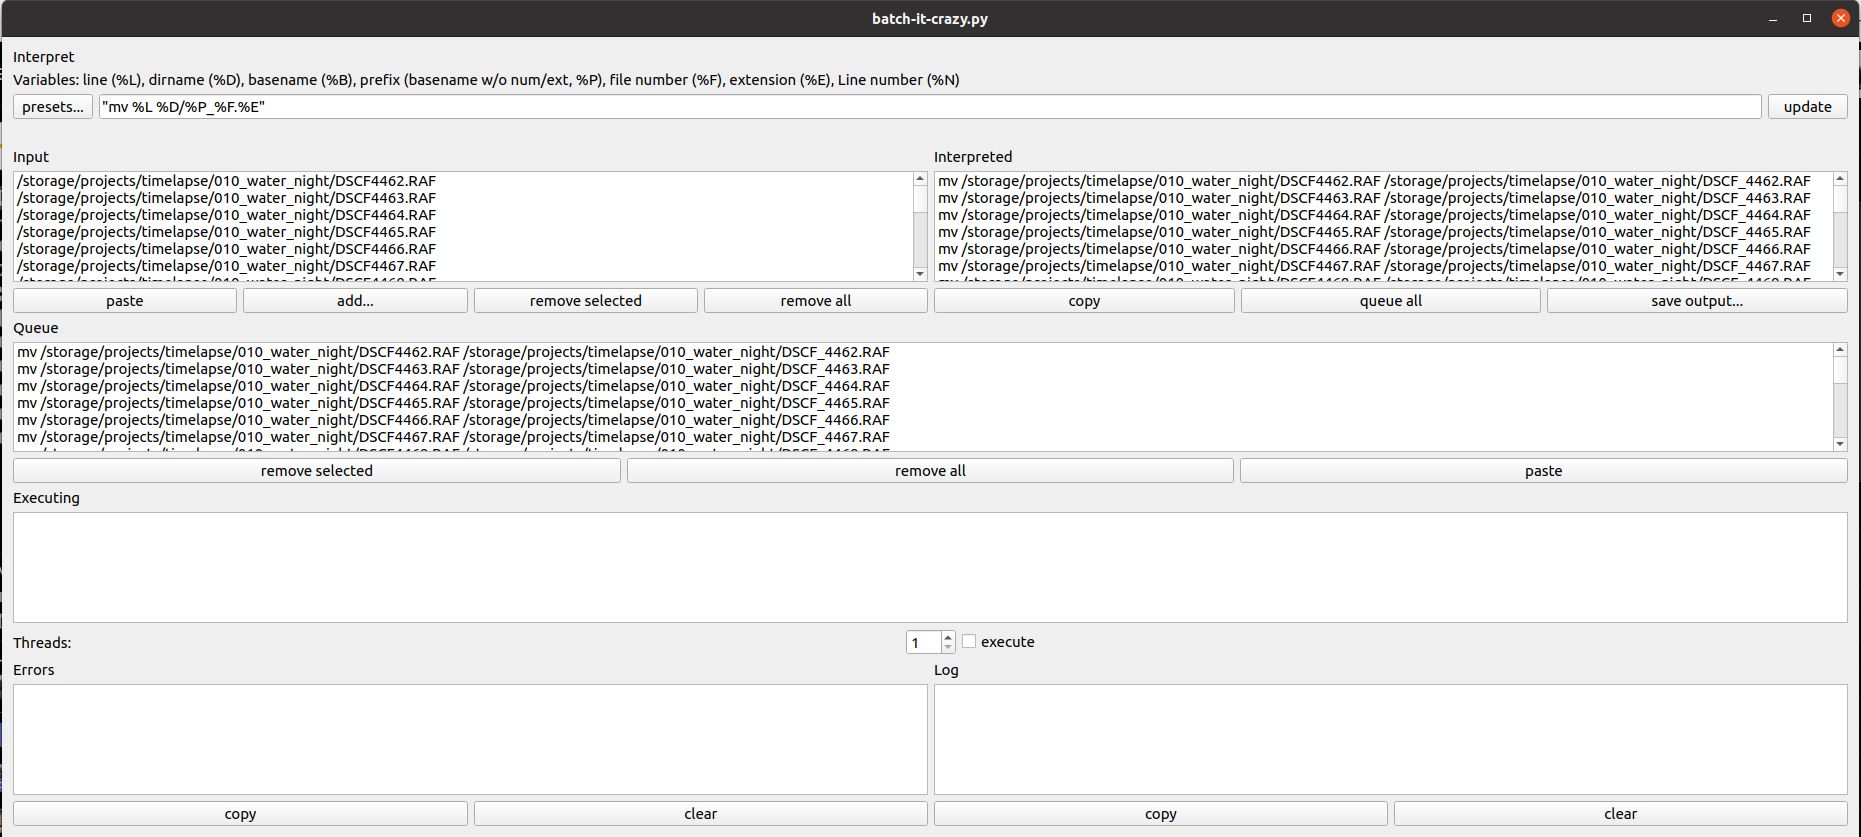 batch-it-crazy.py
Interpret
Variables: line (%L), dirname (%D), basename (%B), prefix (basename w/o num/ext, %P), file number (%F), extension (%E), Line number (%N)
presets... "mv %L %D/%P_%F.%E" update
Input
/storage/projects/timelapse/010_water_night/DSCF4462.RAF
/storage/projects/timelapse/010_water_night/DSCF4463.RAF
/storage/projects/timelapse/010_water_night/DSCF4464.RAF
/storage/projects/timelapse/010_water_night/DSCF4465.RAF
/storage/projects/timelapse/010_water_night/DSCF4466.RAF
/storage/projects/timelapse/010_water_night/DSCF4467.RAF
paste add... remove selected remove all
Interpreted
mv /storage/projects/timelapse/010_water_night/DSCF4462.RAF /storage/projects/timelapse/010_water_night/DSCF_4462.RAF
mv /storage/projects/timelapse/010_water_night/DSCF4463.RAF /storage/projects/timelapse/010_water_night/DSCF_4463.RAF
mv /storage/projects/timelapse/010_water_night/DSCF4464.RAF /storage/projects/timelapse/010_water_night/DSCF_4464.RAF
mv /storage/projects/timelapse/010_water_night/DSCF4465.RAF /storage/projects/timelapse/010_water_night/DSCF_4465.RAF
mv /storage/projects/timelapse/010_water_night/DSCF4466.RAF /storage/projects/timelapse/010_water_night/DSCF_4466.RAF
mv /storage/projects/timelapse/010_water_night/DSCF4467.RAF /storage/projects/timelapse/010_water_night/DSCF_4467.RAF
copy queue all save output...
Queue
mv /storage/projects/timelapse/010_water_night/DSCF4462.RAF /storage/projects/timelapse/010_water_night/DSCF_4462.RAF
mv /storage/projects/timelapse/010_water_night/DSCF4463.RAF /storage/projects/timelapse/010_water_night/DSCF_4463.RAF
mv /storage/projects/timelapse/010_water_night/DSCF4464.RAF /storage/projects/timelapse/010_water_night/DSCF_4464.RAF
mv /storage/projects/timelapse/010_water_night/DSCF4465.RAF /storage/projects/timelapse/010_water_night/DSCF_4465.RAF
mv /storage/projects/timelapse/010_water_night/DSCF4466.RAF /storage/projects/timelapse/010_water_night/DSCF_4466.RAF
mv /storage/projects/timelapse/010_water_night/DSCF4467.RAF /storage/projects/timelapse/010_water_night/DSCF_4467.RAF
remove selected remove all paste
Executing
Threads: 1 execute
Errors
copy clear
Log
copy clear